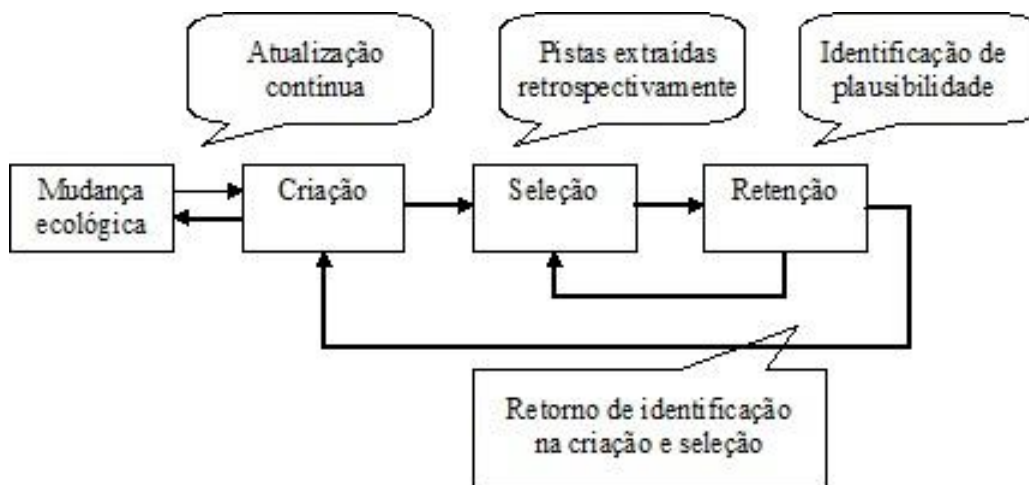 Atualização
contínua
Pistas extraídas
retrospectivamente
Identificação de
plausibilidade
Mudança
ecológica
Criação
Seleção
Retenção
Retorno de identificação
na criação e seleção